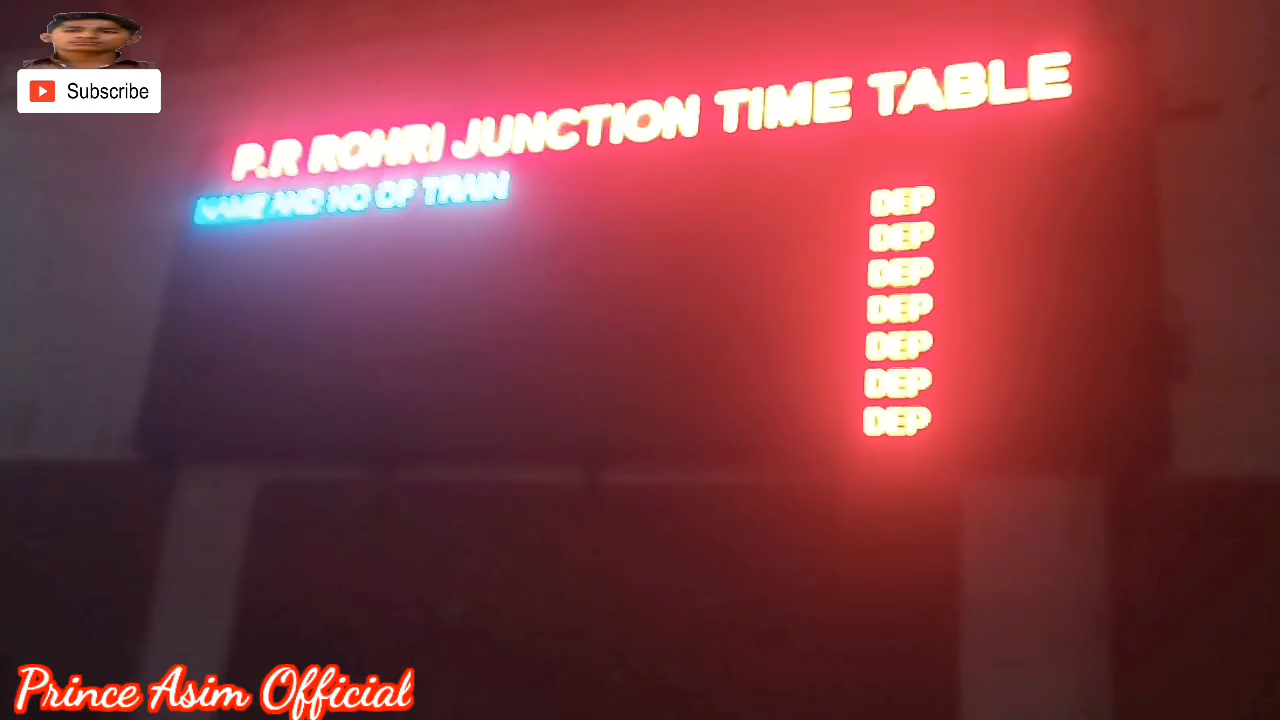 Subscribe
P.R ROHRI JUNCTION TIME TABLE
NAME AND NO OF TRAIN
DEP
DEP
DEP
DEP
DEP
DEP
DEP
Prince Asim Official